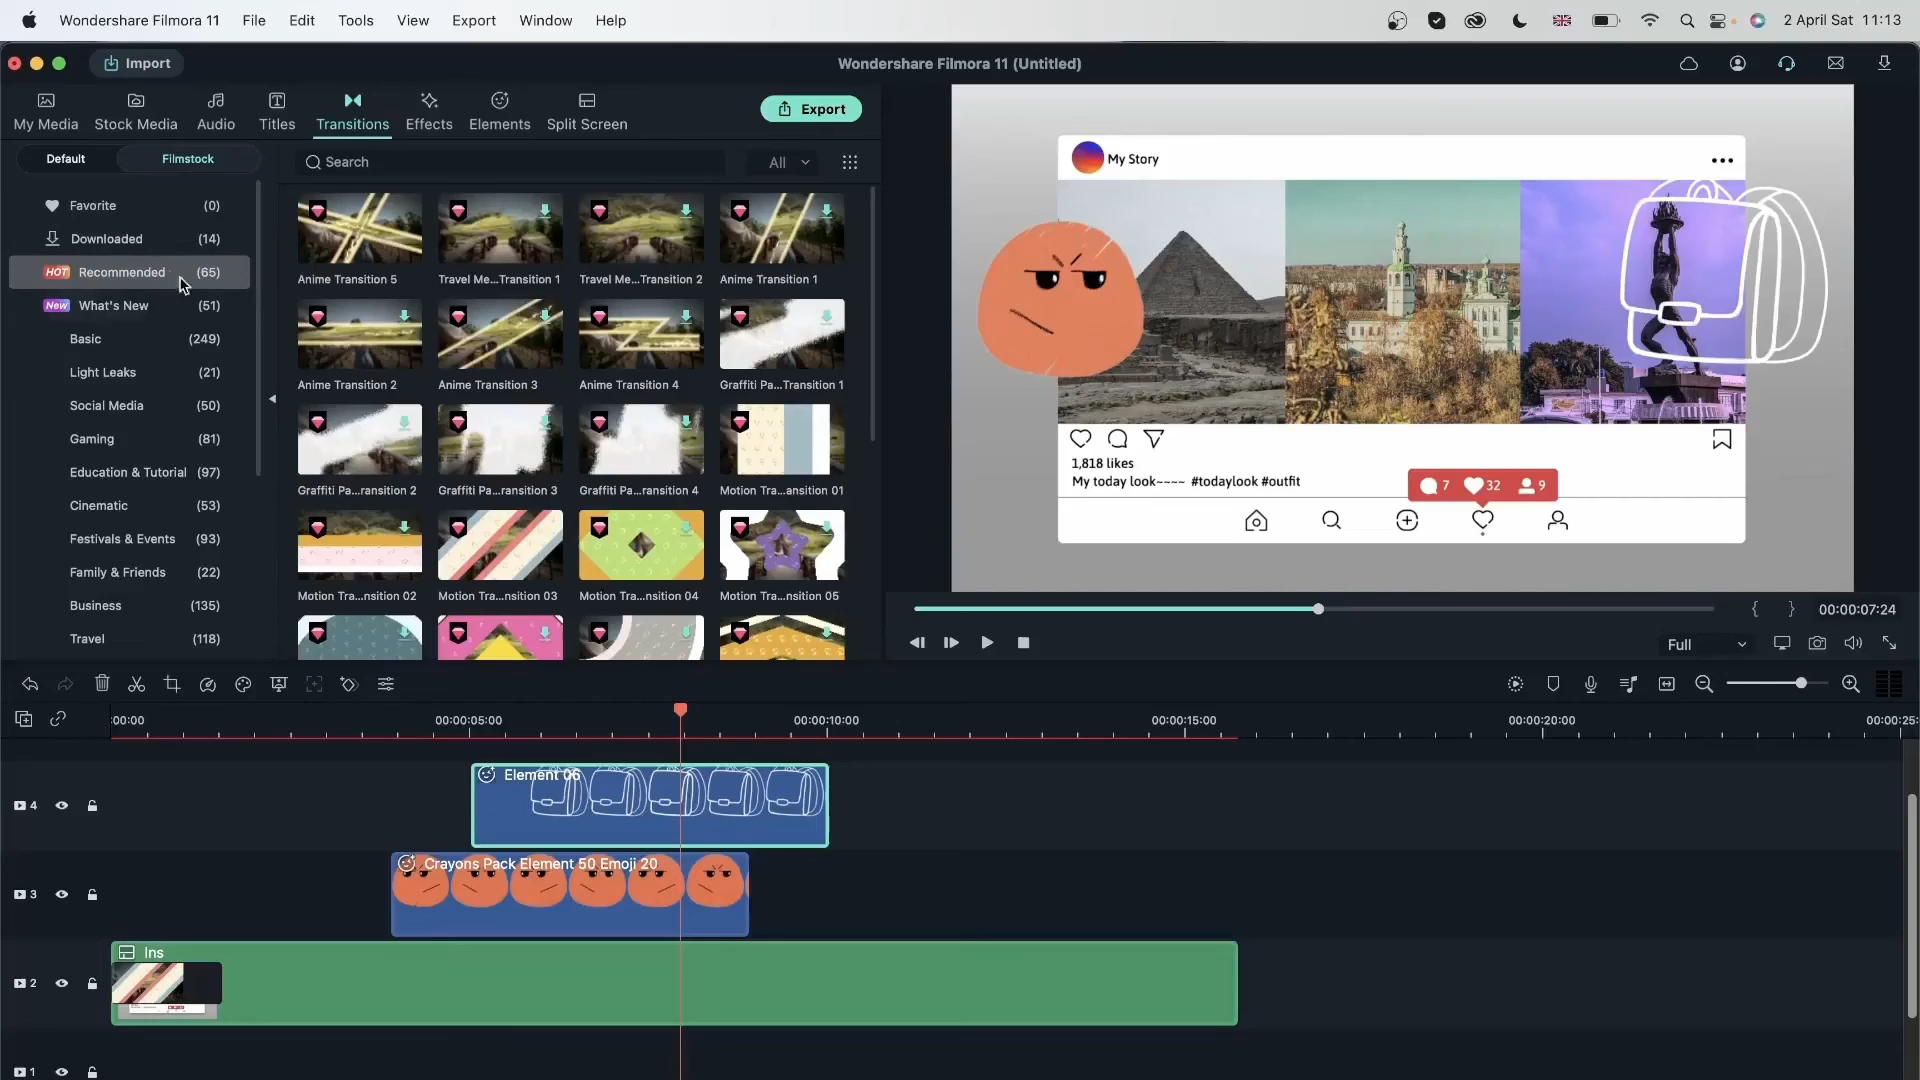 Wondershare Filmora 11 File Edit Tools View Export Window Help 2 April Sat 11:13
Import Wondershare Filmora 11 (Untitled)
My Media Stock Media Audio Titles Transitions Effects Elements Split Screen Export
Default Filmstock Search All
Favorite (0)
Downloaded (14)
HOT Recommended (65)
New What's New (51)
Basic (249)
Light Leaks (21)
Social Media (50)
Gaming (81)
Education & Tutorial (97)
Cinematic (53)
Festivals & Events (93)
Family & Friends (22)
Business (135)
Travel (118)
Anime Transition 5 Travel Me...Transition 1 Travel Me...Transition 2 Anime Transition 1
Anime Transition 2 Anime Transition 3 Anime Transition 4 Graffiti Pa...Transition 1
Graffiti Pa...ransition 2 Graffiti Pa...ransition 3 Graffiti Pa...ransition 4 Motion Tra...ansition 01
Motion Tra...nsition 02 Motion Tra...nsition 03 Motion Tra...nsition 04 Motion Tra...nsition 05
My Story
1,818 likes
My today look~~~~ #todaylook #outfit
7 32 9
{ } 00:00:07:24
Full
:00:00 00:00:05:00 00:00:10:00 00:00:15:00 00:00:20:00 00:00:25:
4 Element 06
3 Crayons Pack Element 50 Emoji 20
2 Ins
1